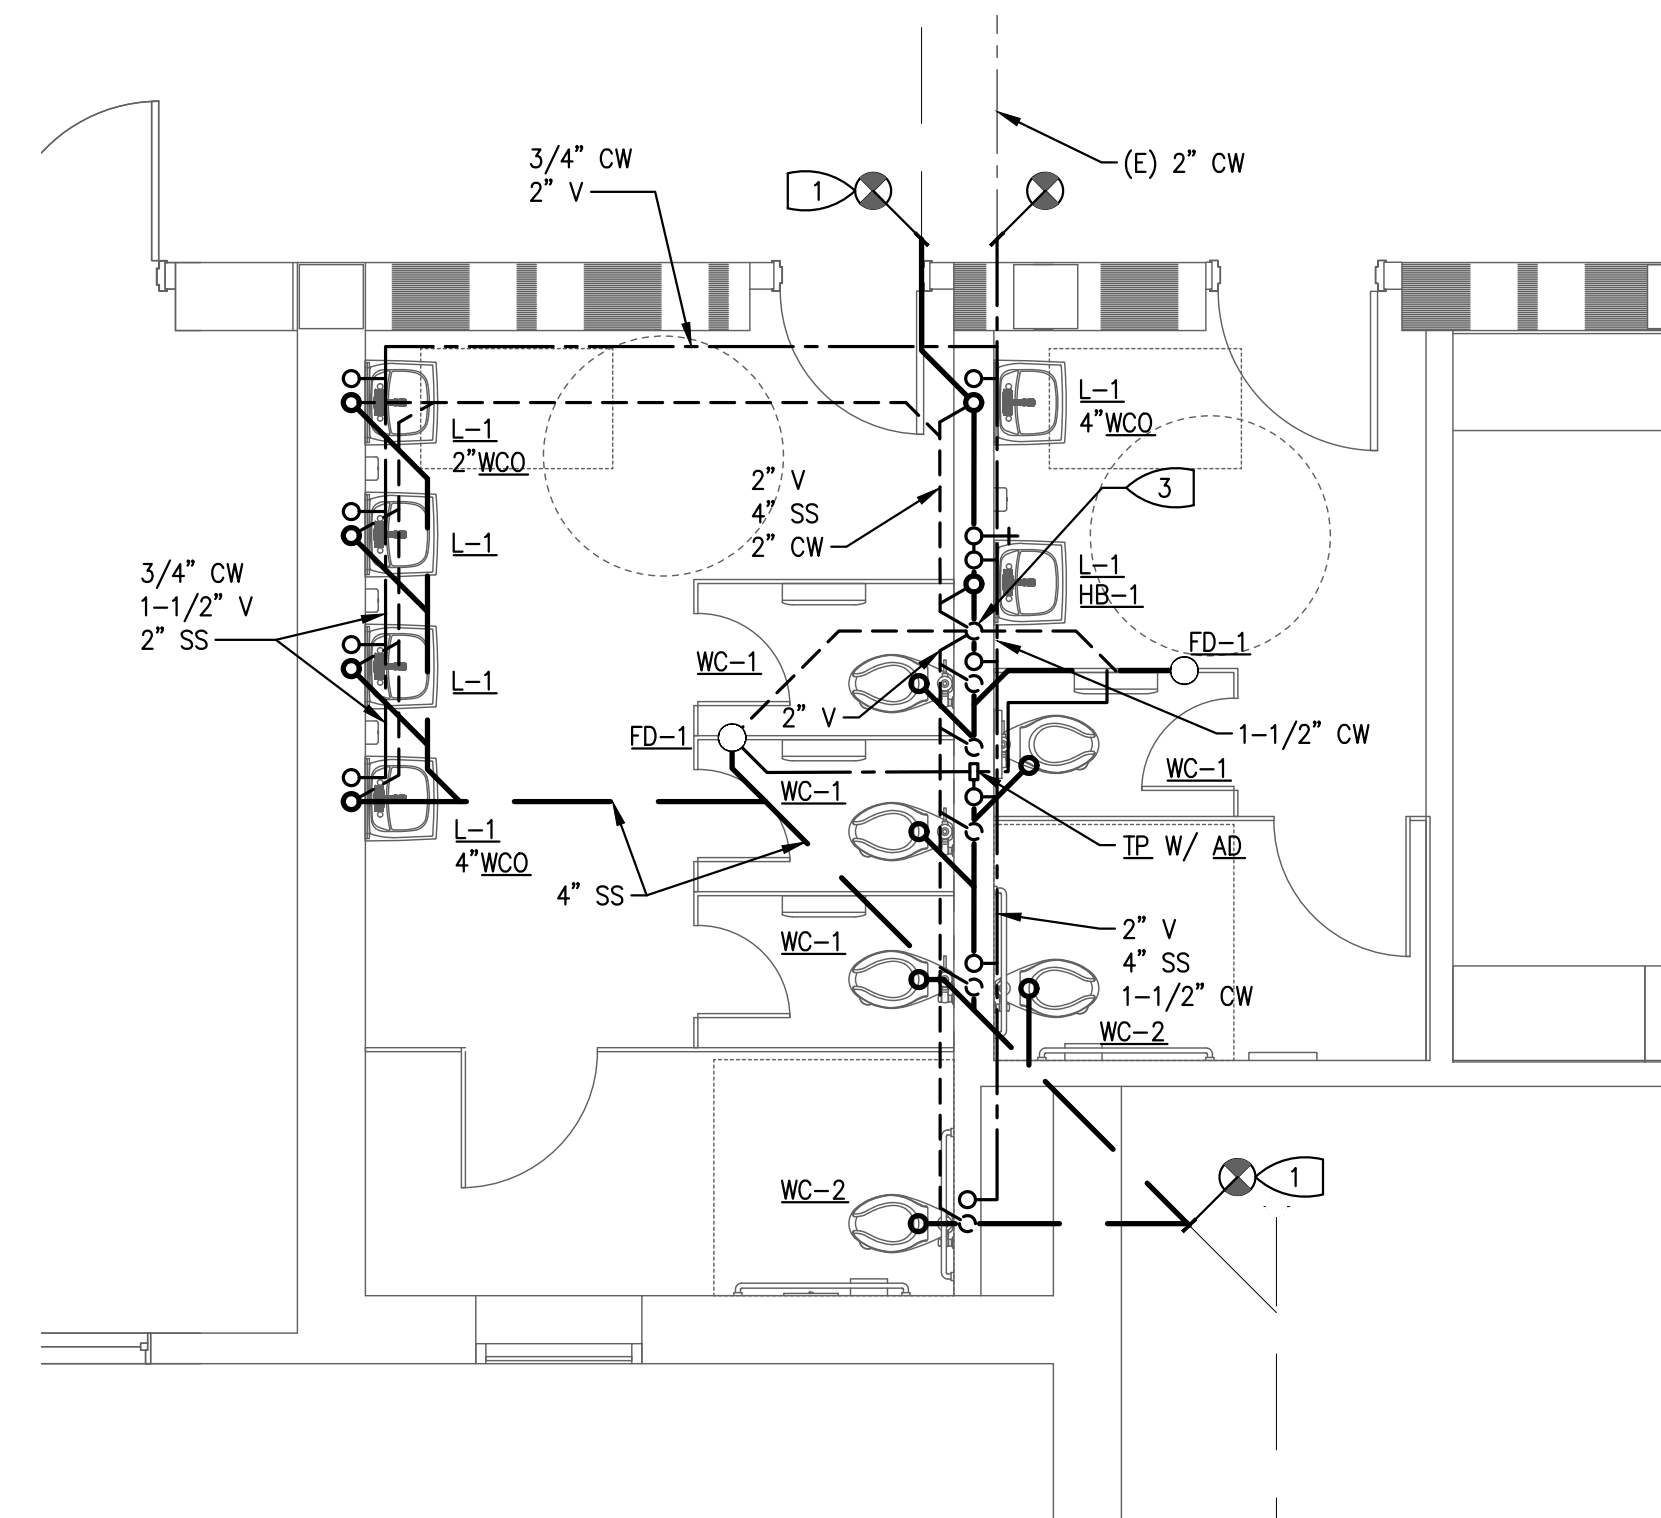 3/4" CW
2" V
1
(E) 2" CW
L-1
2"WCO
L-1
4"WCO
2" V
4" SS
2" CW
3
L-1
L-1
HB-1
3/4" CW
1-1/2" V
2" SS
WC-1
FD-1
L-1
2" V
FD-1
1-1/2" CW
WC-1
WC-1
L-1
4"WCO
TP W/ AD
4" SS
WC-1
2" V
4" SS
1-1/2" CW
WC-2
WC-2
1